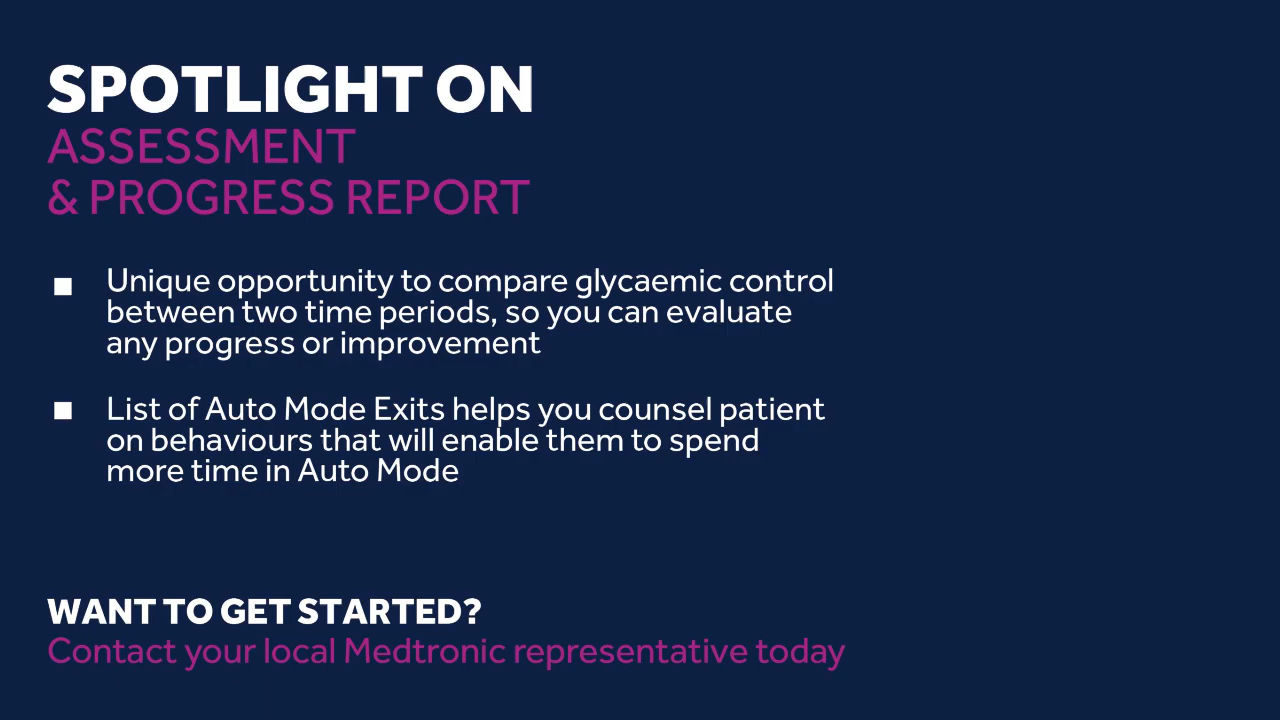 SPOTLIGHT ON
ASSESSMENT
& PROGRESS REPORT
■ Unique opportunity to compare glycaemic control
between two time periods, so you can evaluate
any progress or improvement
■ List of Auto Mode Exits helps you counsel patient
on behaviours that will enable them to spend
more time in Auto Mode
WANT TO GET STARTED?
Contact your local Medtronic representative today